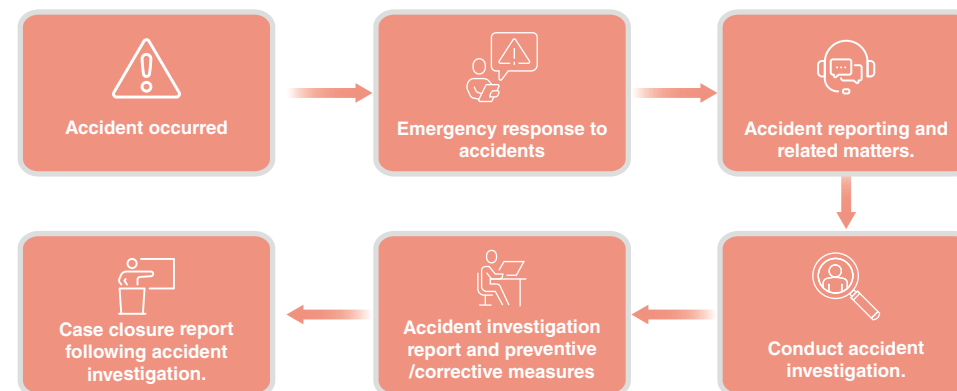 Accident occurred
Emergency response to
accidents
Accident reporting and
related matters.
Case closure report
following accident
investigation.
Accident investigation
report and preventive
/corrective measures
Conduct accident
investigation.